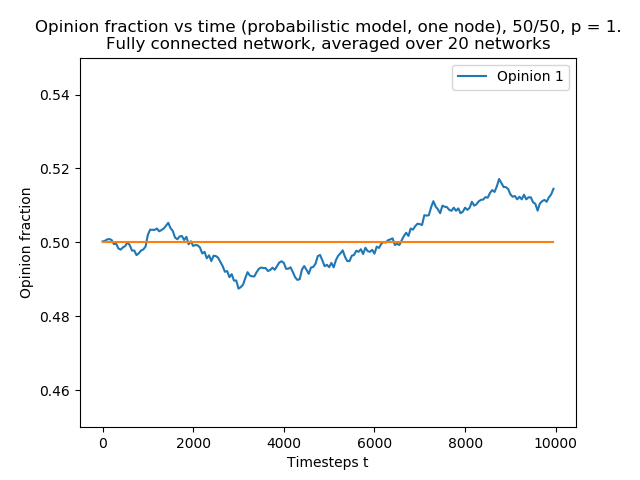 Opinion fraction vs time (probabilistic model, one node), 50/50, p = 1.
Fully connected network, averaged over 20 networks
Opinion 1
0.54
0.52
0.50
0.48
0.46
Opinion fraction
0 2000 4000 6000 8000 10000
Timesteps t